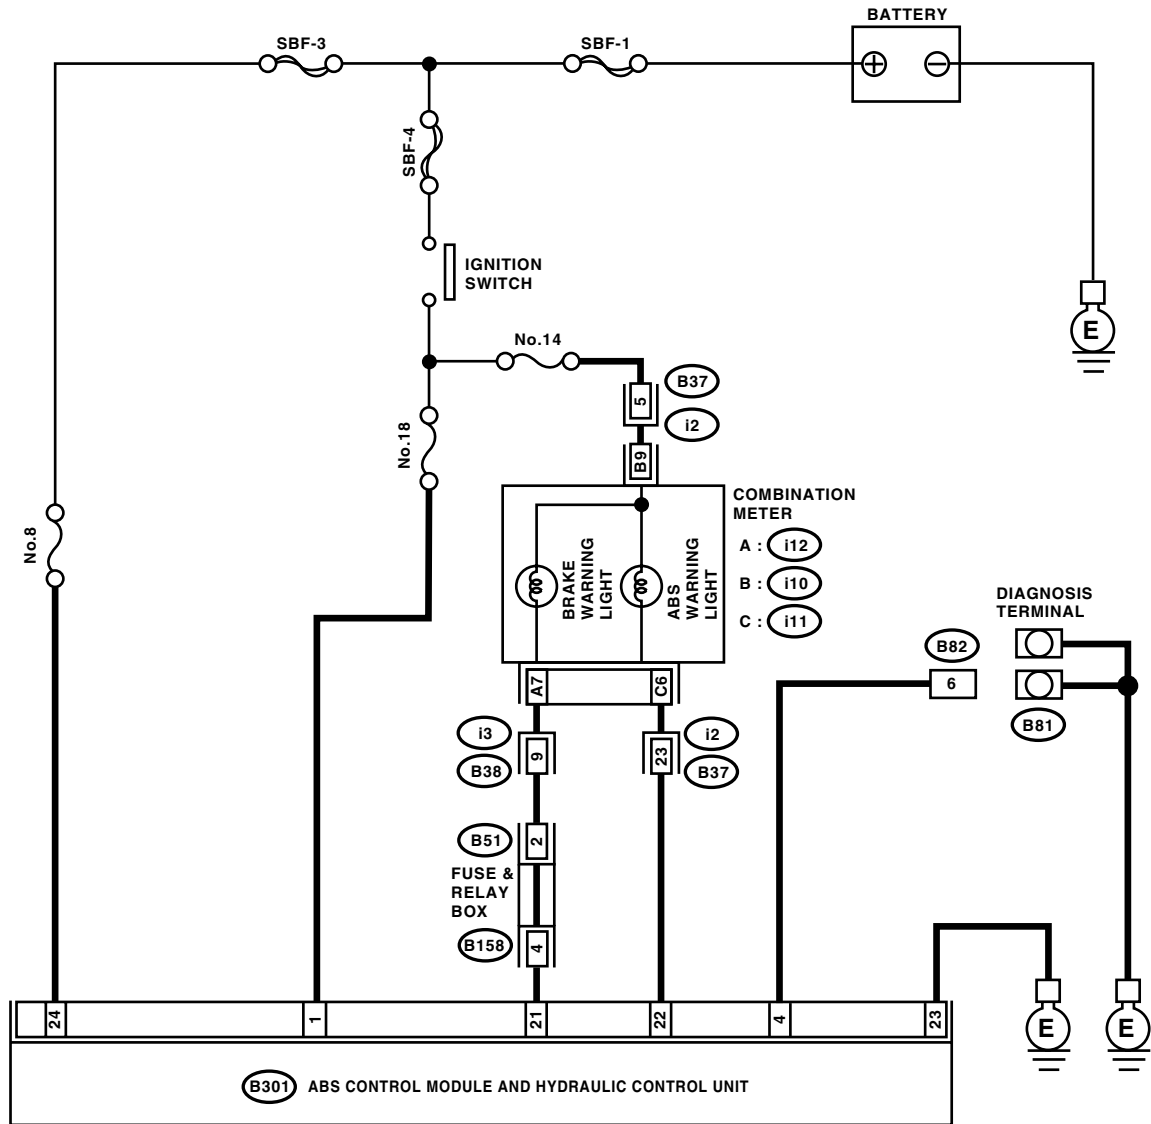 BATTERY
SBF-3
SBF-1
SBF-4
IGNITION
SWITCH
E
No.14
B37
5
i2
No.18
B9
COMBINATION
METER
No.8
A : i12
BRAKE
WARNING
LIGHT
ABS
WARNING
LIGHT
B : i10
C : i11
DIAGNOSIS
TERMINAL
B82
6
A7
C6
B81
i3
i2
9
23
B38
B37
B51
2
FUSE &
RELAY
BOX
B158
4
24
1
21
22
4
23
E
E
B301 ABS CONTROL MODULE AND HYDRAULIC CONTROL UNIT